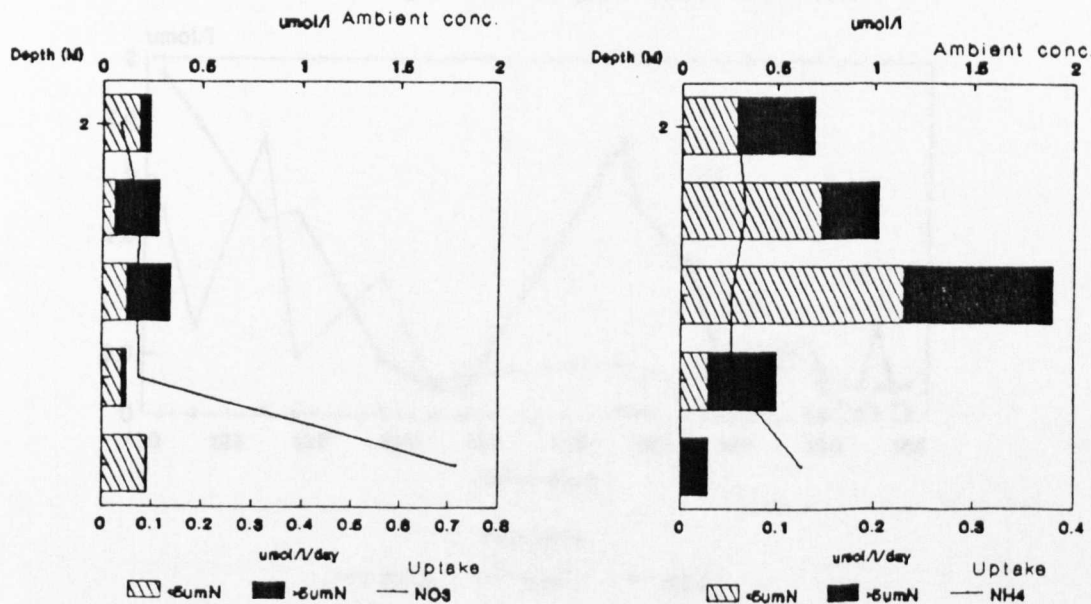 umol/l Ambient conc.
Depth (M) 0 0.5 1 1.5 2
2
0 0.1 0.2 0.3 0.4 0.5 0.6 0.7 0.8
umol/l/day Uptake
<5umN >5umN NO3
umol/l
Ambient conc.
Depth (M) 0 0.5 1 1.5 2
2
0 0.1 0.2 0.3 0.4
umol/l/day Uptake
<5umN >5umN NH4